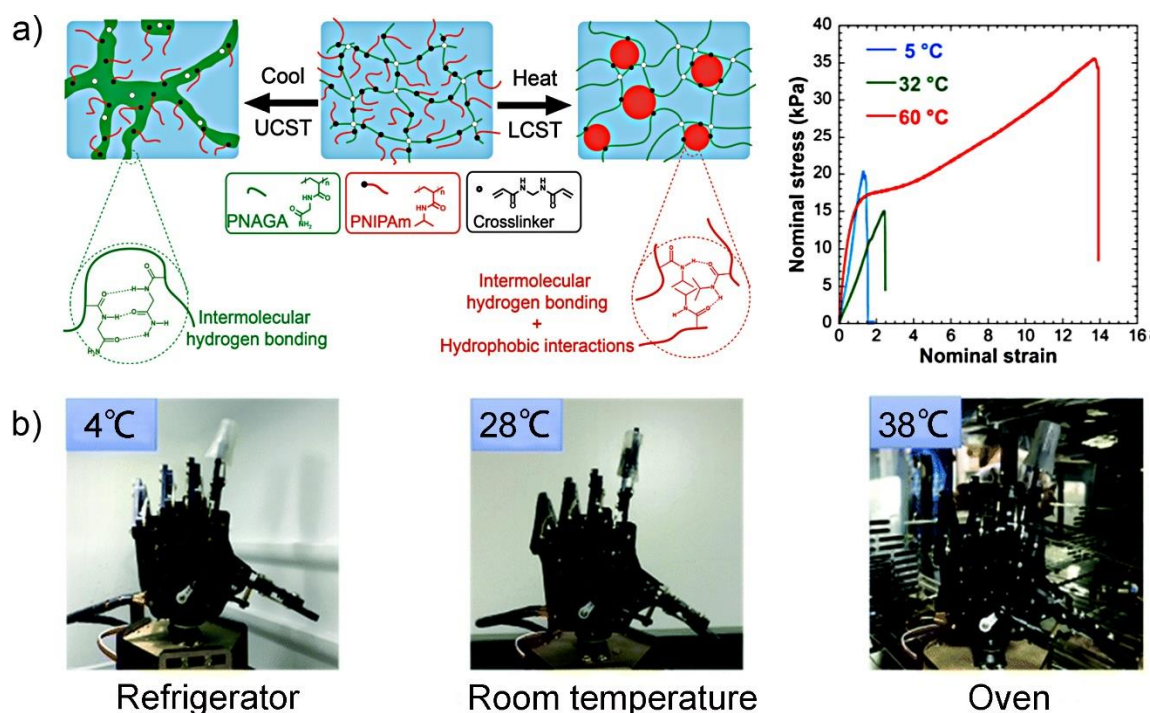 a)
Cool
UCST
Heat
LCST
PNAGA
PNIPAm
Crosslinker
Intermolecular
hydrogen bonding
Intermolecular
hydrogen bonding
+
Hydrophobic interactions
Nominal stress (kPa)
40
35
30
25
20
15
10
5
0
5 °C
32 °C
60 °C
0 2 4 6 8 10 12 14 16
Nominal strain
b)
4℃
28℃
38℃
Refrigerator
Room temperature
Oven